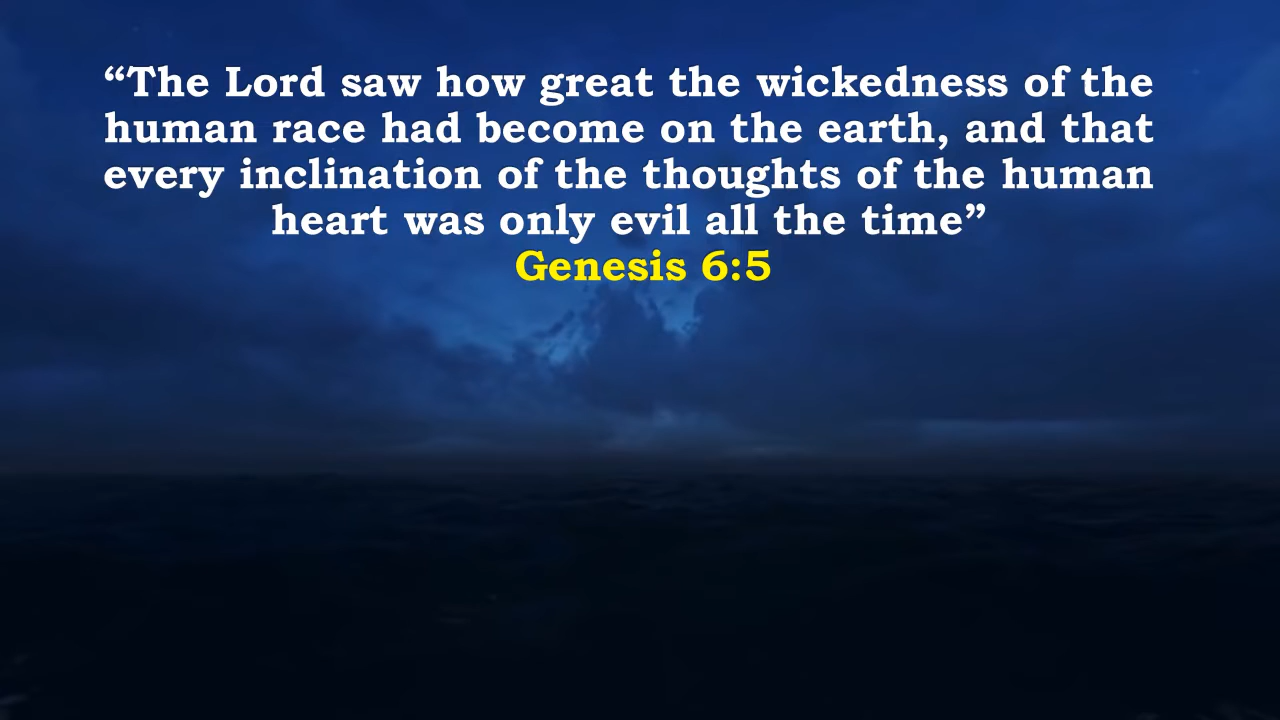 “The Lord saw how great the wickedness of the
human race had become on the earth, and that
every inclination of the thoughts of the human
heart was only evil all the time”
Genesis 6:5